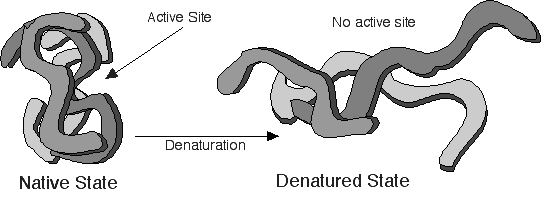 Active Site
No active site
Denaturation
Native State
Denatured State